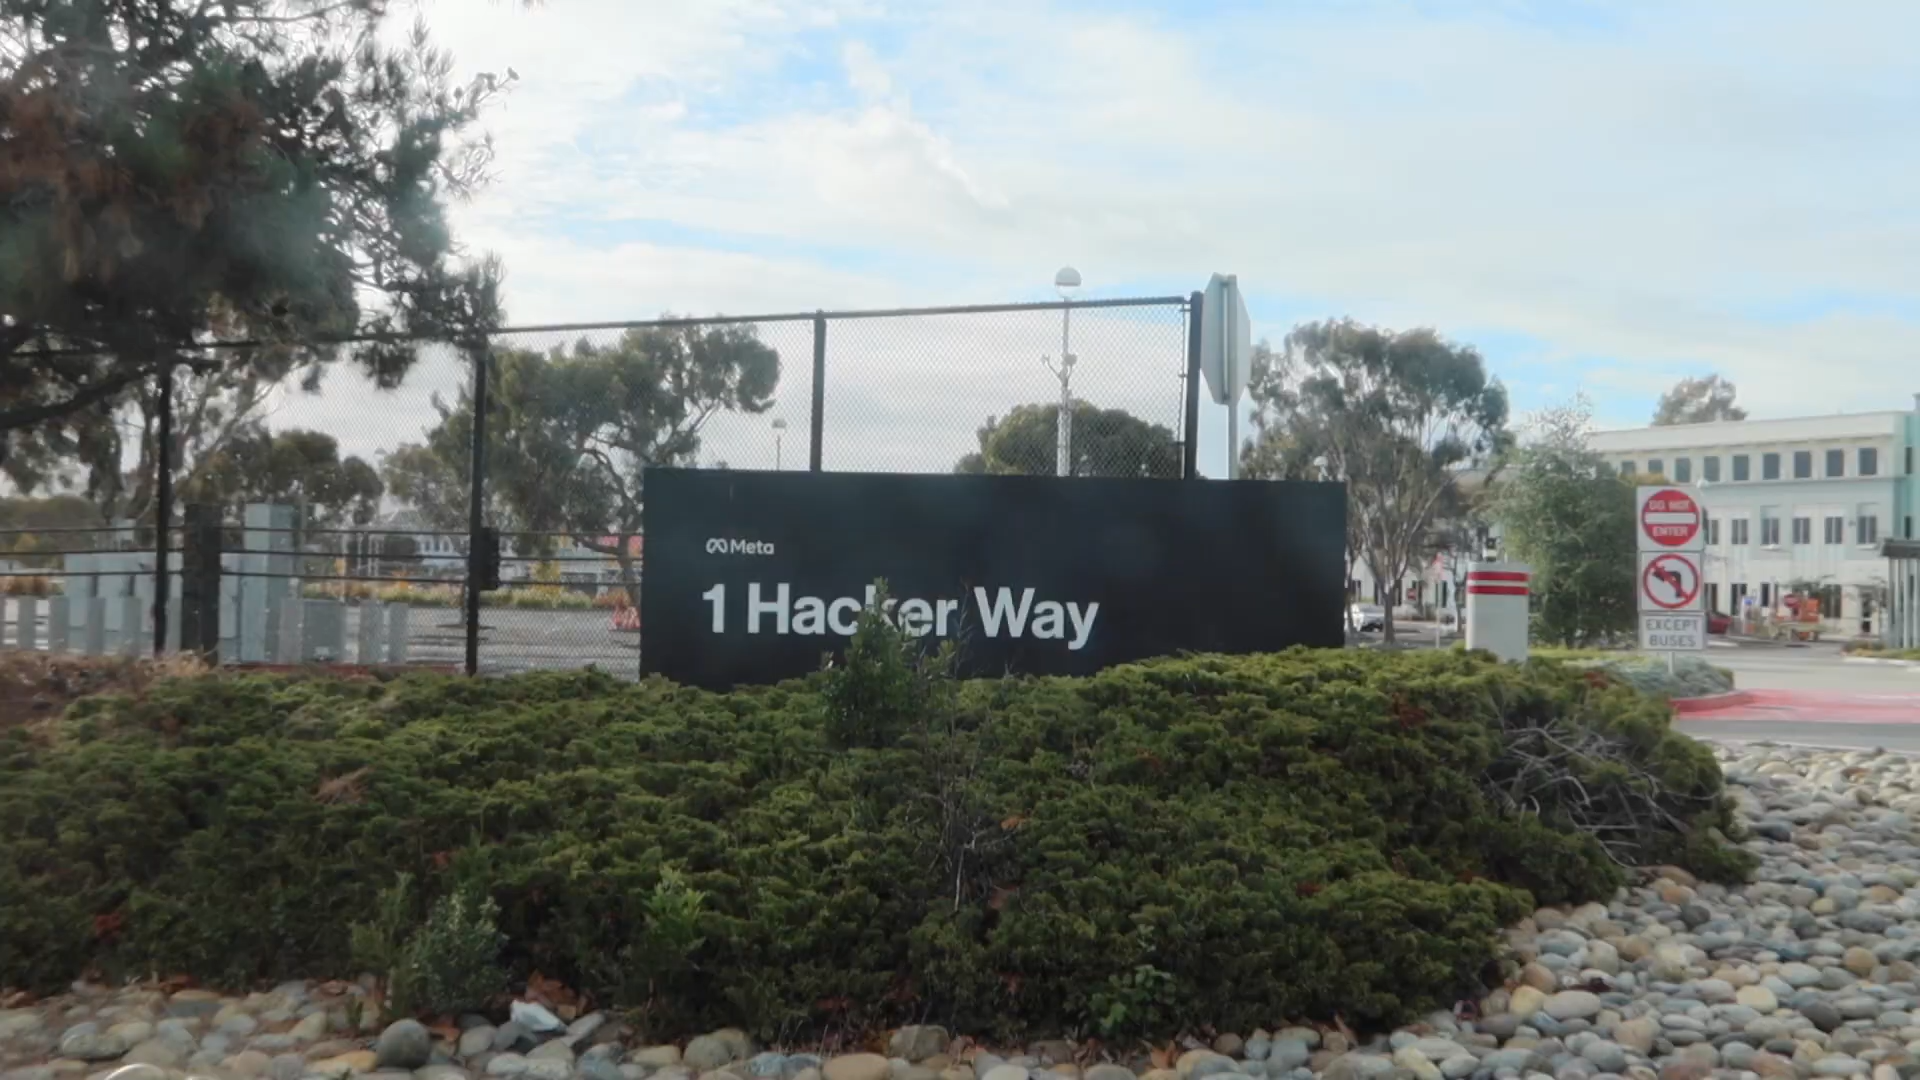 Meta
1 Hacker Way
DO NOT
ENTER
EXCEPT
BUSES